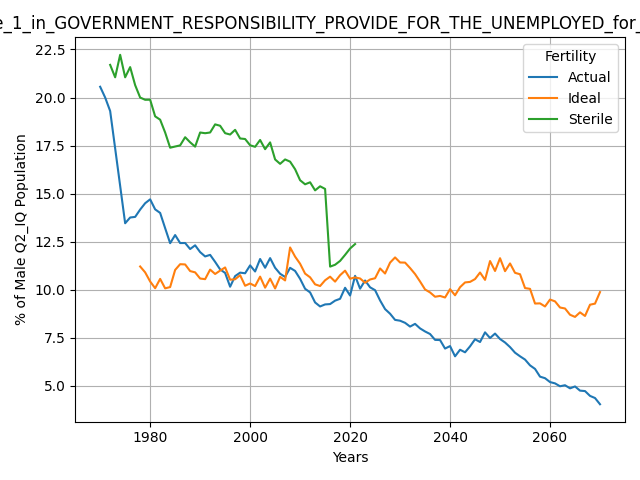 e_1_in_GOVERNMENT_RESPONSIBILITY_PROVIDE_FOR_THE_UNEMPLOYED_for_
Fertility
Actual
Ideal
Sterile
22.5
20.0
17.5
15.0
12.5
10.0
7.5
5.0
% of Male Q2_IQ Population
1980
2000
2020
2040
2060
Years